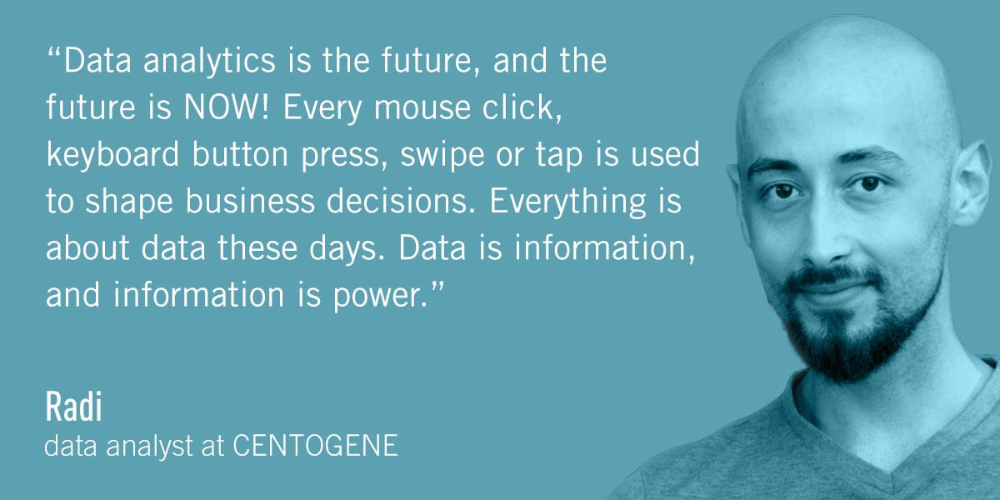 “Data analytics is the future, and the
future is NOW! Every mouse click,
keyboard button press, swipe or tap is used
to shape business decisions. Everything is
about data these days. Data is information,
and information is power.”
Radi
data analyst at CENTOGENE